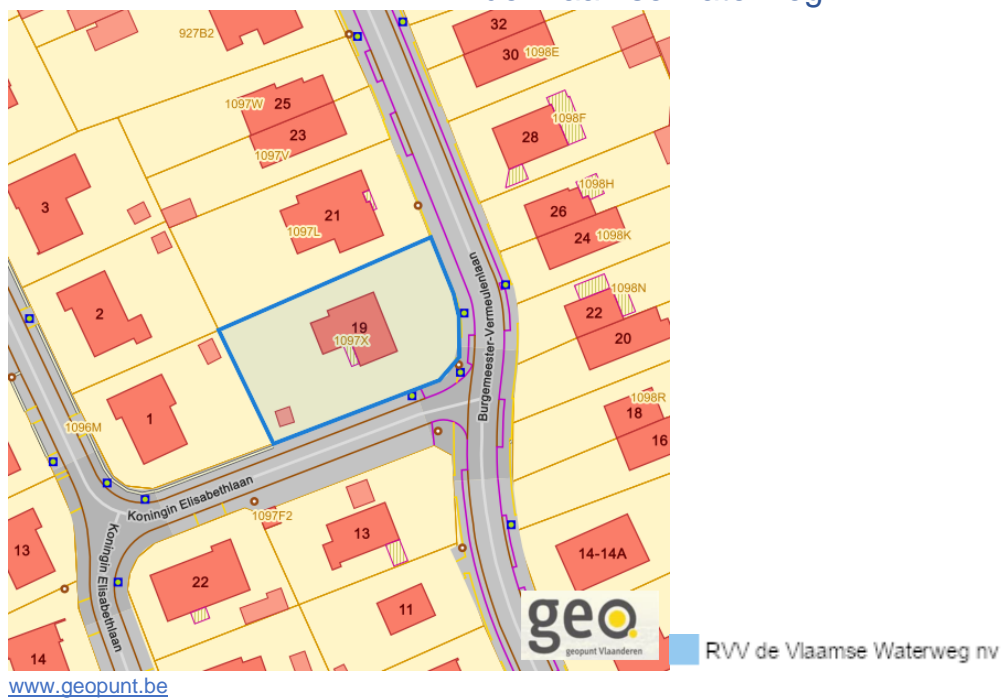 32
927B2
30 1098E
1097W 25
23
1097V
1098F
28
3
21
1097L
1098H
26
24 1098K
Burgemeester-Vermeulenlaan
2
19
1097X
1098N
22
20
1
1096M
1098R
18
16
Koningin Elisabethlaan
1097F2
13
13
14-14A
Koningin Elisabethlaan
22
11
14
geo
geopunt Vlaanderen
RVV de Vlaamse Waterweg nv
www.geopunt.be